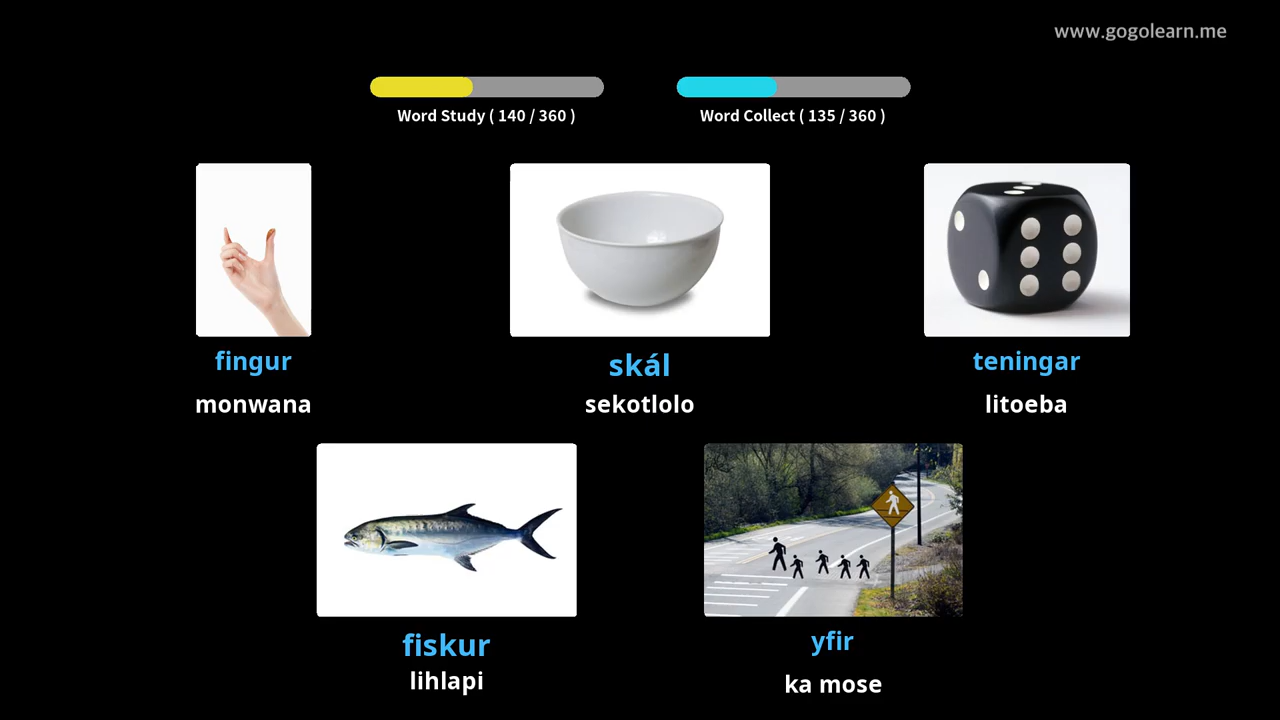 www.gogolearn.me
Word Study ( 140 / 360 )
Word Collect ( 135 / 360 )
fingur
monwana
skál
sekotlolo
teningar
litoeba
fiskur
lihlapi
yfir
ka mose